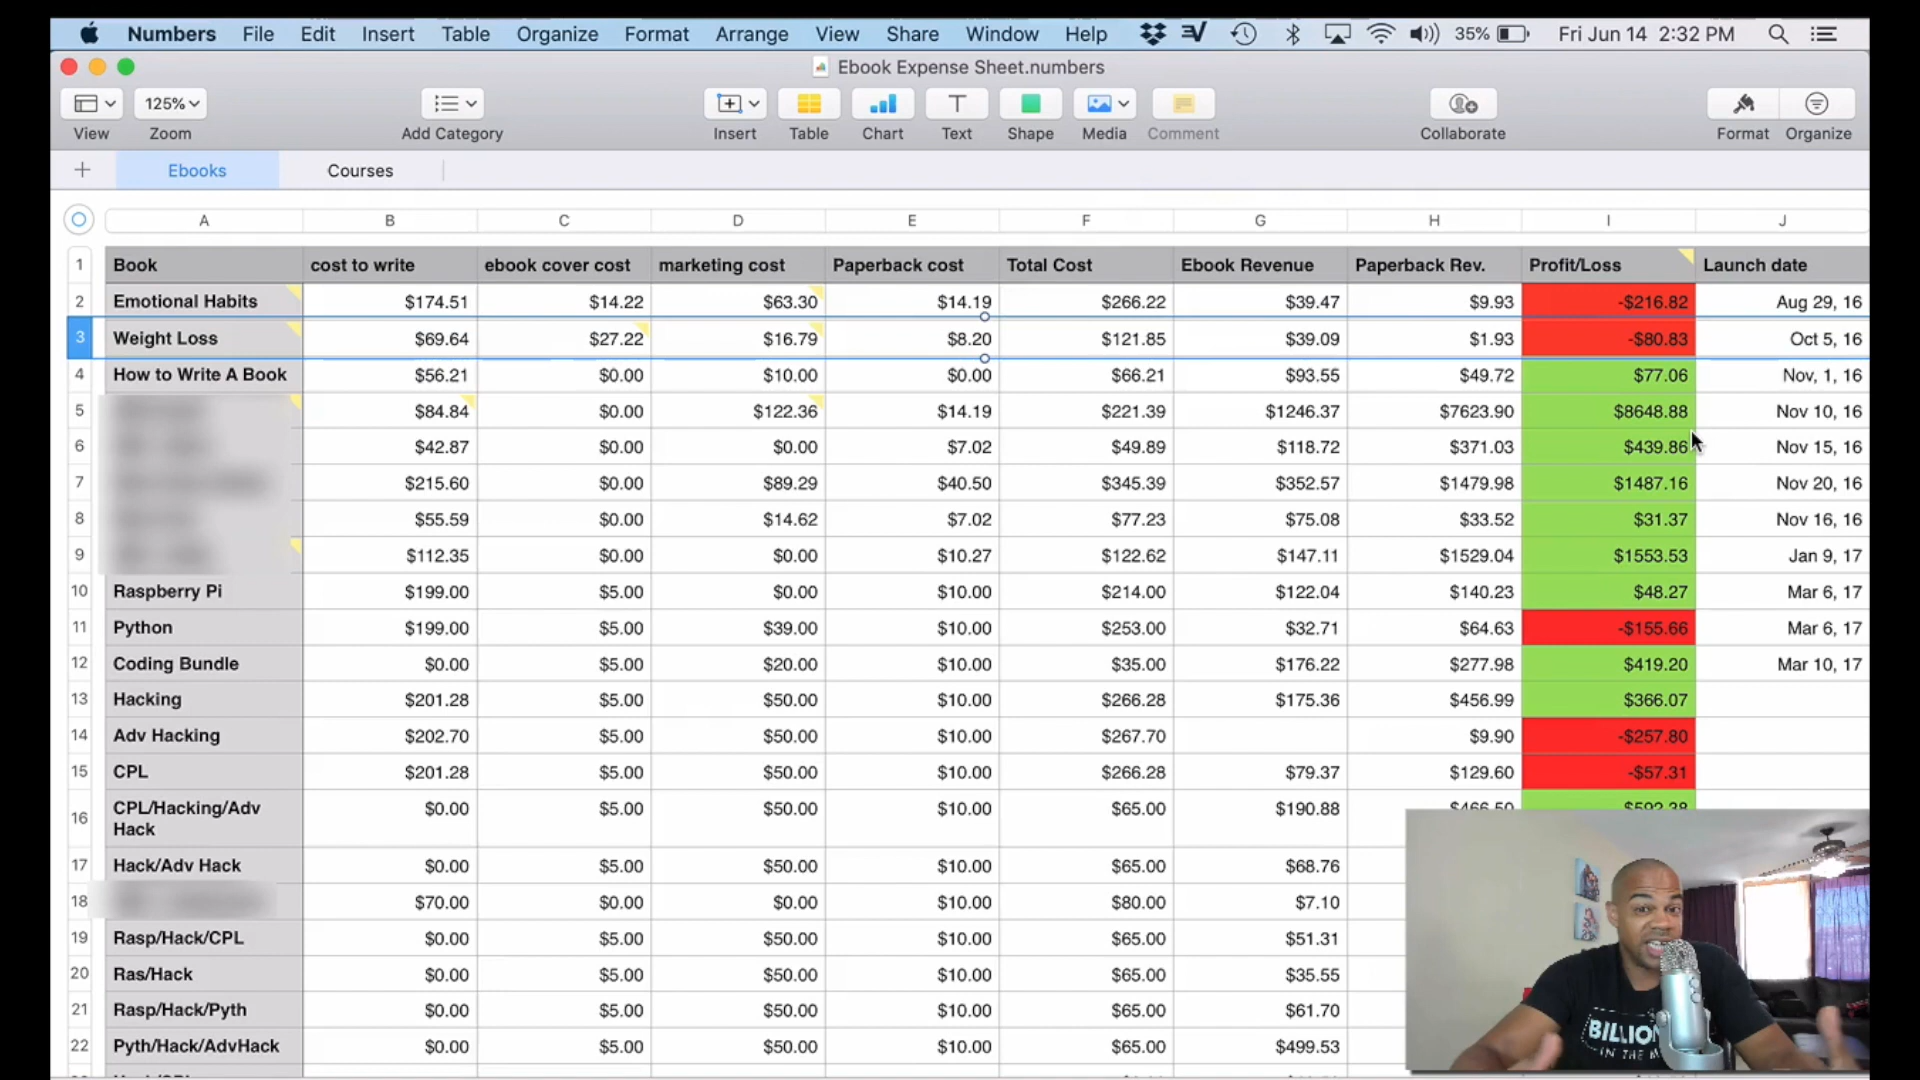 Numbers File Edit Insert Table Organize Format Arrange View Share Window Help 35% Fri Jun 14 2:32 PM
Ebook Expense Sheet.numbers
125%
View Zoom Add Category Insert Table Chart Text Shape Media Comment Collaborate Format Organize
Ebooks Courses
A B C D E F G H I J
1 Book cost to write ebook cover cost marketing cost Paperback cost Total Cost Ebook Revenue Paperback Rev. Profit/Loss Launch date
2 Emotional Habits $174.51 $14.22 $63.30 $14.19 $266.22 $39.47 $9.93 -$216.82 Aug 29, 16
3 Weight Loss $69.64 $27.22 $16.79 $8.20 $121.85 $39.09 $1.93 -$80.83 Oct 5, 16
4 How to Write A Book $56.21 $0.00 $10.00 $0.00 $66.21 $93.55 $49.72 $77.06 Nov, 1, 16
5 $84.84 $0.00 $122.36 $14.19 $221.39 $1246.37 $7623.90 $8648.88 Nov 10, 16
6 $42.87 $0.00 $0.00 $7.02 $49.89 $118.72 $371.03 $439.86 Nov 15, 16
7 $215.60 $0.00 $89.29 $40.50 $345.39 $352.57 $1479.98 $1487.16 Nov 20, 16
8 $55.59 $0.00 $14.62 $7.02 $77.23 $75.08 $33.52 $31.37 Nov 16, 16
9 $112.35 $0.00 $0.00 $10.27 $122.62 $147.11 $1529.04 $1553.53 Jan 9, 17
10 Raspberry Pi $199.00 $5.00 $0.00 $10.00 $214.00 $122.04 $140.23 $48.27 Mar 6, 17
11 Python $199.00 $5.00 $39.00 $10.00 $253.00 $32.71 $64.63 -$155.66 Mar 6, 17
12 Coding Bundle $0.00 $5.00 $20.00 $10.00 $35.00 $176.22 $277.98 $419.20 Mar 10, 17
13 Hacking $201.28 $5.00 $50.00 $10.00 $266.28 $175.36 $456.99 $366.07
14 Adv Hacking $202.70 $5.00 $50.00 $10.00 $267.70 $9.90 -$257.80
15 CPL $201.28 $5.00 $50.00 $10.00 $266.28 $79.37 $129.60 -$57.31
16 CPL/Hacking/Adv $0.00 $5.00 $50.00 $10.00 $65.00 $190.88 $466.50 $592.38
Hack
17 Hack/Adv Hack $0.00 $5.00 $50.00 $10.00 $65.00 $68.76
18 $70.00 $0.00 $0.00 $10.00 $80.00 $7.10
19 Rasp/Hack/CPL $0.00 $5.00 $50.00 $10.00 $65.00 $51.31
20 Ras/Hack $0.00 $5.00 $50.00 $10.00 $65.00 $35.55
21 Rasp/Hack/Pyth $0.00 $5.00 $50.00 $10.00 $65.00 $61.70
22 Pyth/Hack/AdvHack $0.00 $5.00 $50.00 $10.00 $65.00 $499.53
BILLION
IN THE